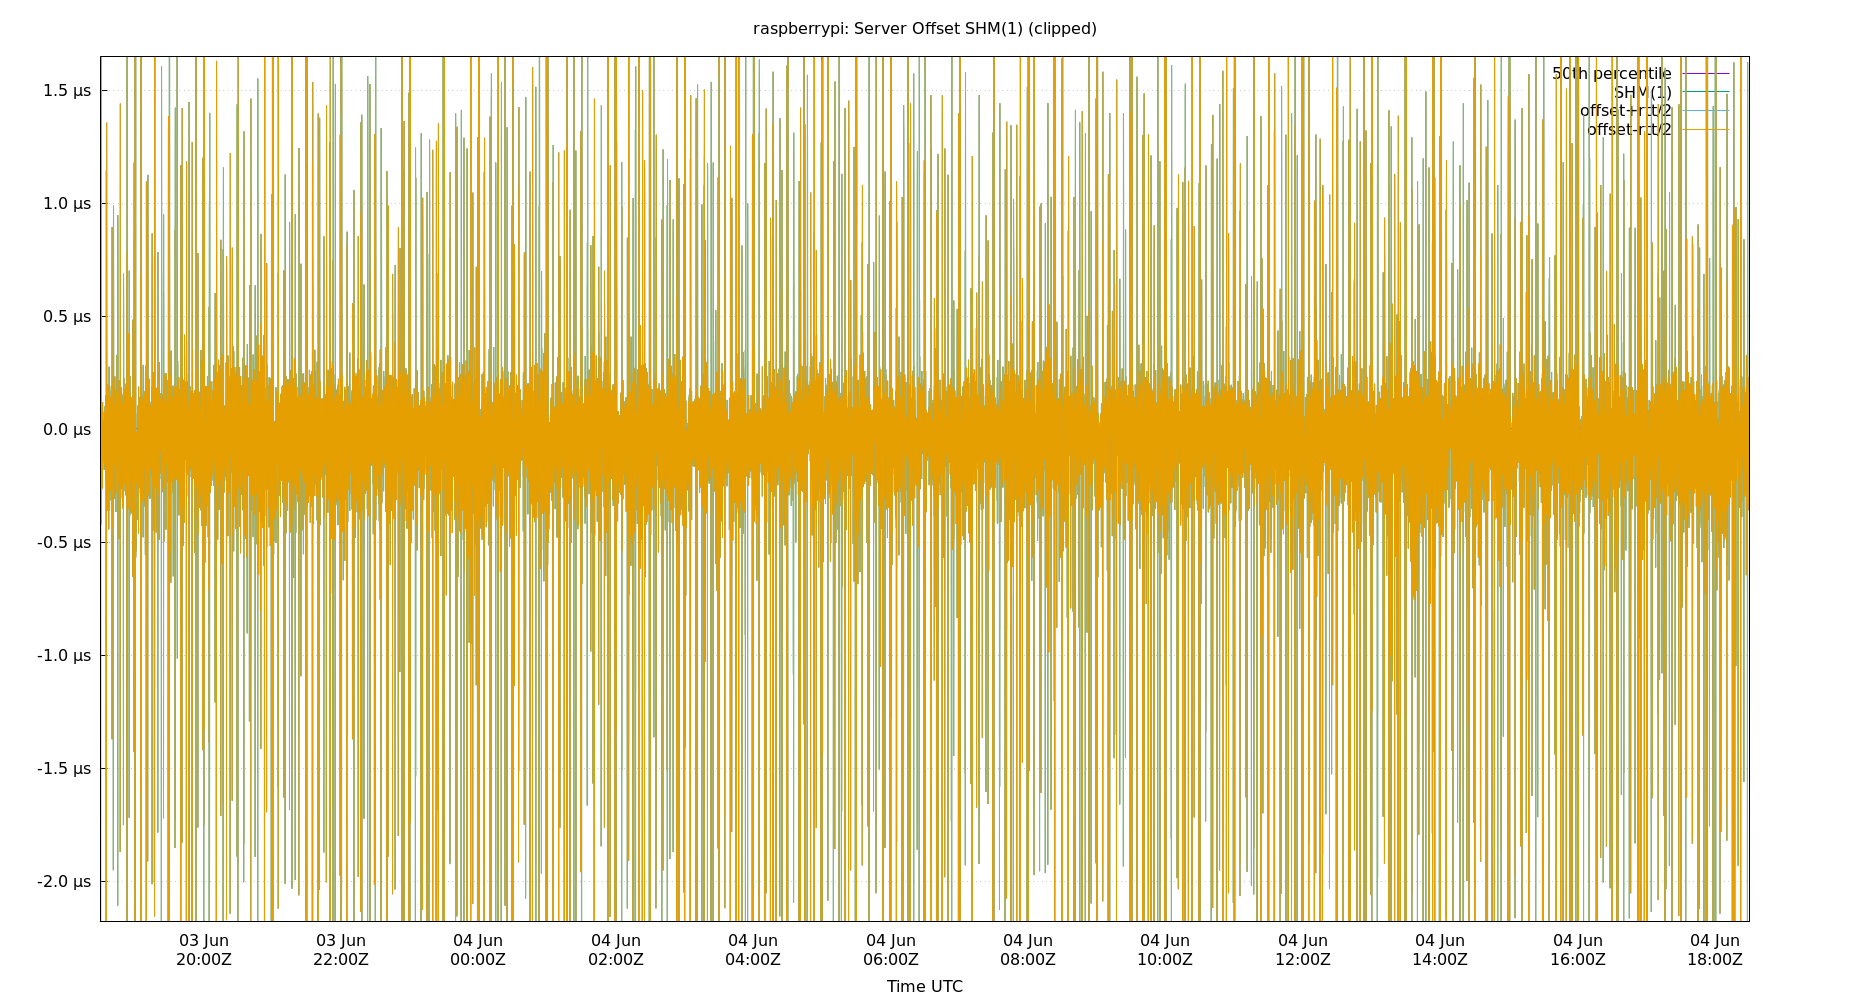 raspberrypi: Server Offset SHM(1) (clipped)
50th percentile
SHM(1)
offset+rtt/2
offset-rtt/2
1.5 µs
1.0 µs
0.5 µs
0.0 µs
-0.5 µs
-1.0 µs
-1.5 µs
-2.0 µs
03 Jun 03 Jun 04 Jun 04 Jun 04 Jun 04 Jun 04 Jun 04 Jun 04 Jun 04 Jun 04 Jun 04 Jun
20:00Z 22:00Z 00:00Z 02:00Z 04:00Z 06:00Z 08:00Z 10:00Z 12:00Z 14:00Z 16:00Z 18:00Z
Time UTC